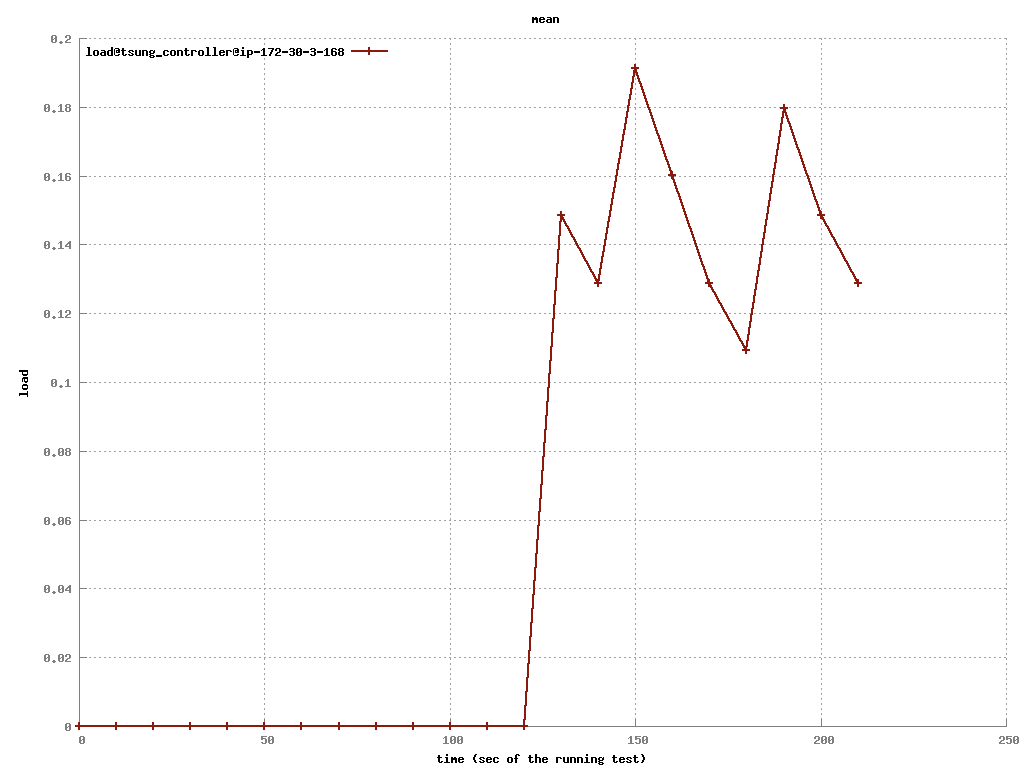 mean
load@tsung_controller@ip-172-30-3-168
0.2
0.18
0.16
0.14
0.12
0.1
0.08
0.06
0.04
0.02
0
load
0 50 100 150 200 250
time (sec of the running test)